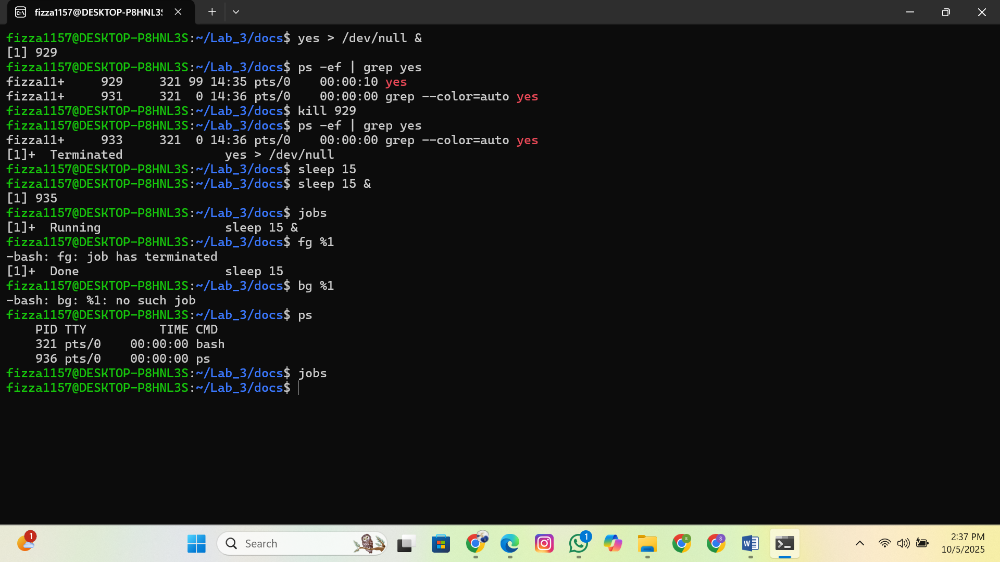 fizza1157@DESKTOP-P8HNL3S
fizza1157@DESKTOP-P8HNL3S:~/Lab_3/docs$ yes > /dev/null &
[1] 929
fizza1157@DESKTOP-P8HNL3S:~/Lab_3/docs$ ps -ef | grep yes
fizza11+     929     321 99 14:35 pts/0    00:00:10 yes
fizza11+     931     321  0 14:36 pts/0    00:00:00 grep --color=auto yes
fizza1157@DESKTOP-P8HNL3S:~/Lab_3/docs$ kill 929
fizza1157@DESKTOP-P8HNL3S:~/Lab_3/docs$ ps -ef | grep yes
fizza11+     933     321  0 14:36 pts/0    00:00:00 grep --color=auto yes
[1]+  Terminated              yes > /dev/null
fizza1157@DESKTOP-P8HNL3S:~/Lab_3/docs$ sleep 15
fizza1157@DESKTOP-P8HNL3S:~/Lab_3/docs$ sleep 15 &
[1] 935
fizza1157@DESKTOP-P8HNL3S:~/Lab_3/docs$ jobs
[1]+  Running                 sleep 15 &
fizza1157@DESKTOP-P8HNL3S:~/Lab_3/docs$ fg %1
-bash: fg: job has terminated
[1]+  Done                    sleep 15
fizza1157@DESKTOP-P8HNL3S:~/Lab_3/docs$ bg %1
-bash: bg: %1: no such job
fizza1157@DESKTOP-P8HNL3S:~/Lab_3/docs$ ps
    PID TTY          TIME CMD
    321 pts/0    00:00:00 bash
    936 pts/0    00:00:00 ps
fizza1157@DESKTOP-P8HNL3S:~/Lab_3/docs$ jobs
fizza1157@DESKTOP-P8HNL3S:~/Lab_3/docs$
1
Search
1
2:37 PM
10/5/2025